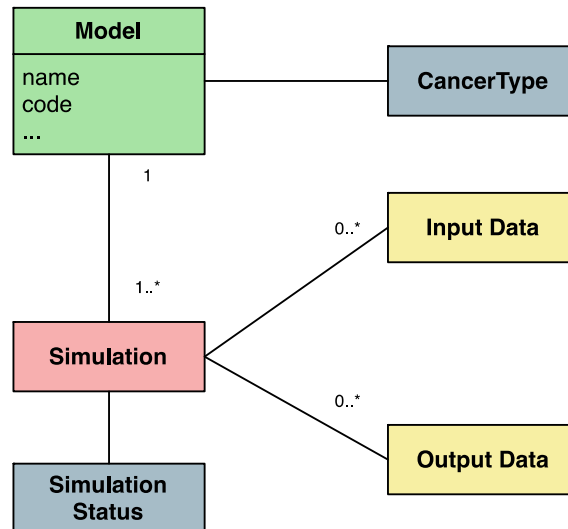 Model
name
code
...
CancerType
1
Input Data
0..*
1..*
Simulation
0..*
Output Data
Simulation
Status